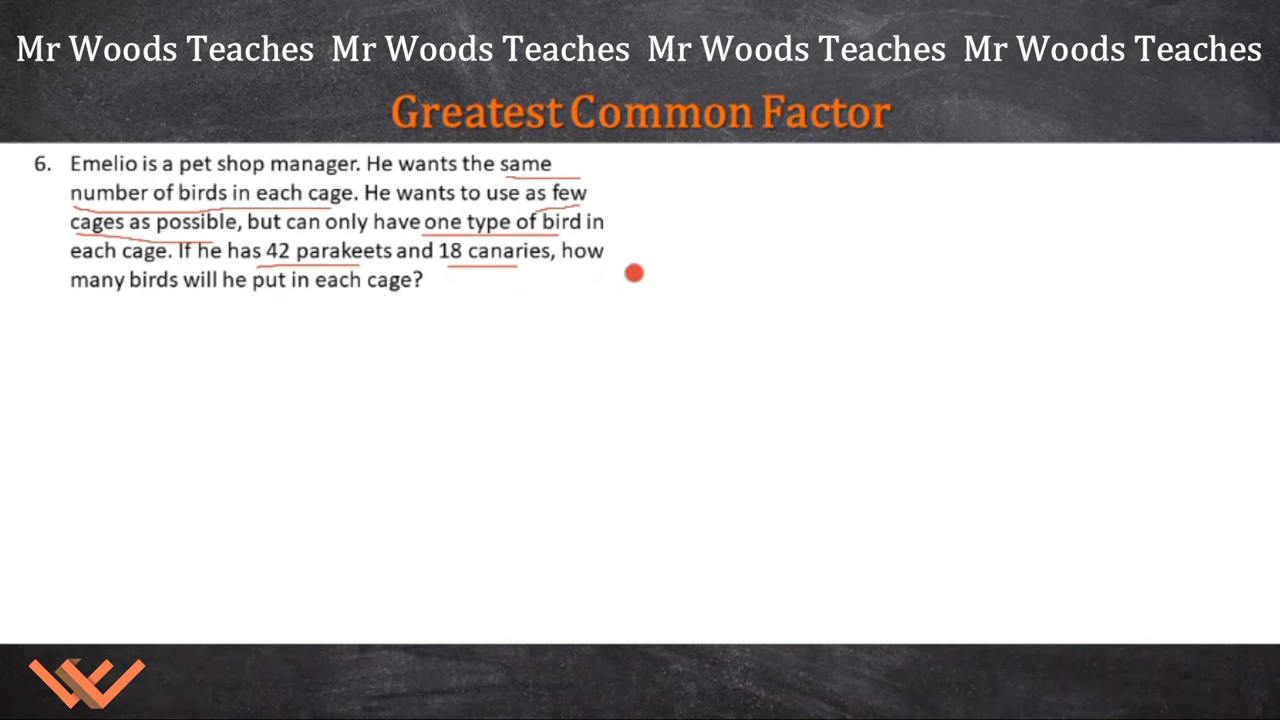 Mr Woods Teaches Mr Woods Teaches Mr Woods Teaches Mr Woods Teaches
Greatest Common Factor
6. Emelio is a pet shop manager. He wants the same
number of birds in each cage. He wants to use as few
cages as possible, but can only have one type of bird in
each cage. If he has 42 parakeets and 18 canaries, how
many birds will he put in each cage?